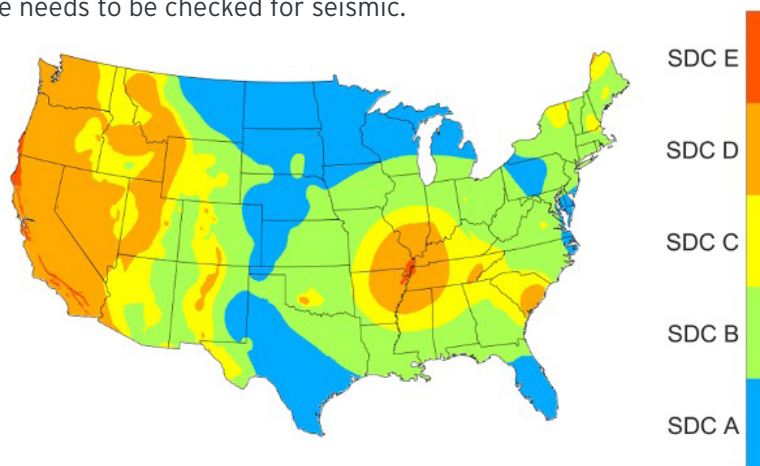 e needs to be checked for seismic.
SDC E
SDC D
SDC C
SDC B
SDC A